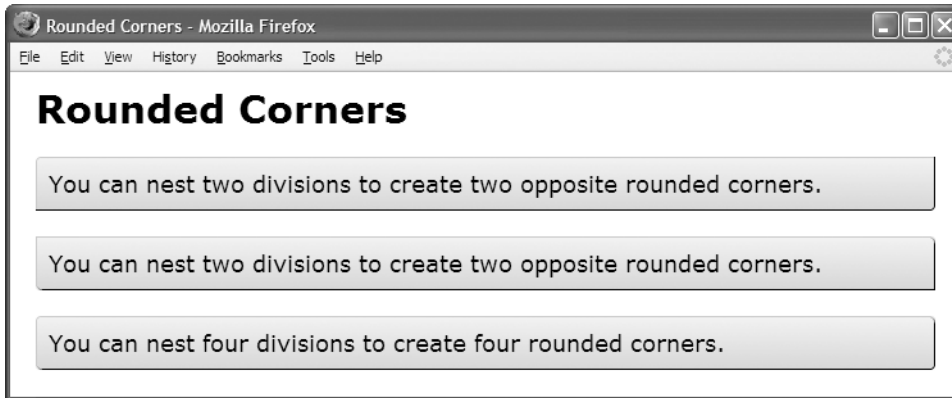 Rounded Corners - Mozilla Firefox
File Edit View History Bookmarks Tools Help
Rounded Corners
You can nest two divisions to create two opposite rounded corners.
You can nest two divisions to create two opposite rounded corners.
You can nest four divisions to create four rounded corners.